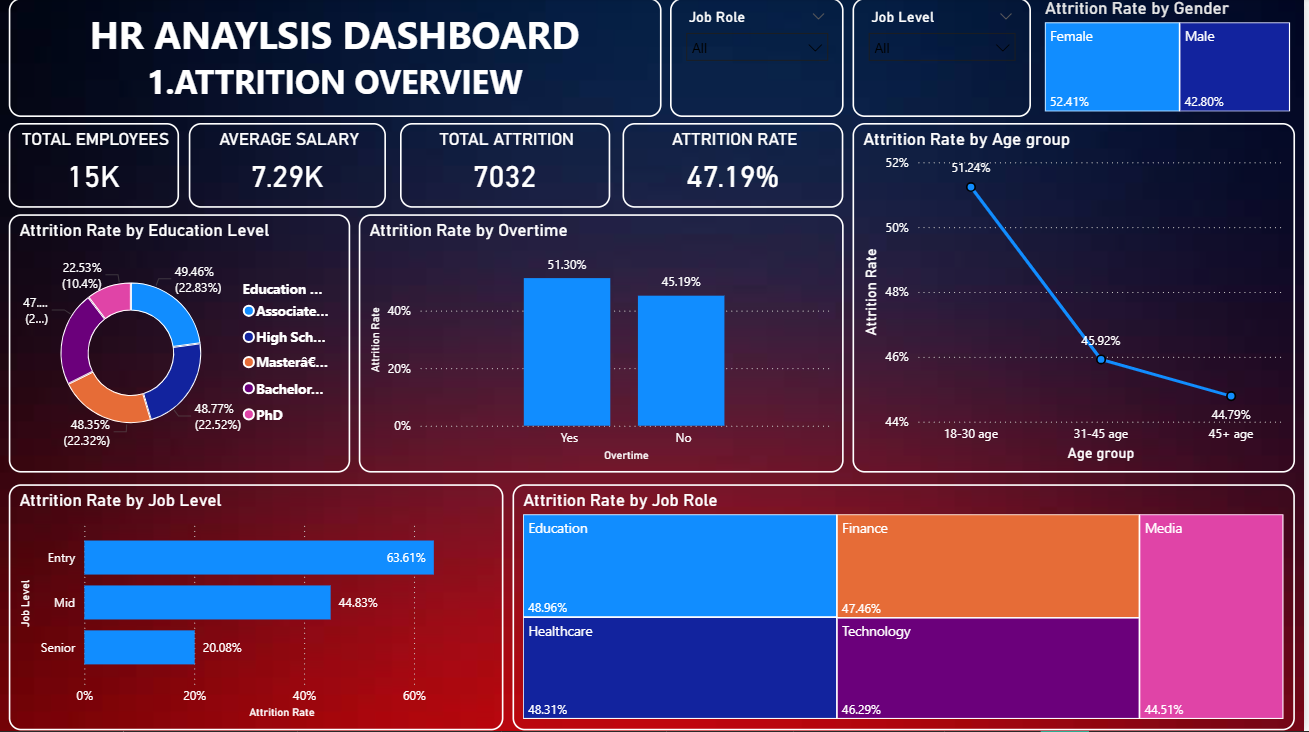 HR ANAYLSIS DASHBOARD
1.ATTRITION OVERVIEW
Job Role
All
Job Level
All
Attrition Rate by Gender
Female
52.41%
Male
42.80%
TOTAL EMPLOYEES
15K
AVERAGE SALARY
7.29K
TOTAL ATTRITION
7032
ATTRITION RATE
47.19%
Attrition Rate by Age group
Attrition Rate
52%
50%
48%
46%
44%
51.24%
45.92%
44.79%
18-30 age
31-45 age
45+ age
Age group
Attrition Rate by Education Level
22.53%
(10.4%)
49.46%
(22.83%)
47....
(2...)
48.35%
(22.32%)
48.77%
(22.52%)
Education ...
Associate...
High Sch...
Masterâ€...
Bachelor...
PhD
Attrition Rate by Overtime
Attrition Rate
40%
20%
0%
51.30%
45.19%
Yes
No
Overtime
Attrition Rate by Job Level
Job Level
Entry
63.61%
Mid
44.83%
Senior
20.08%
0%
20%
40%
60%
Attrition Rate
Attrition Rate by Job Role
Education
48.96%
Finance
47.46%
Media
44.51%
Healthcare
48.31%
Technology
46.29%